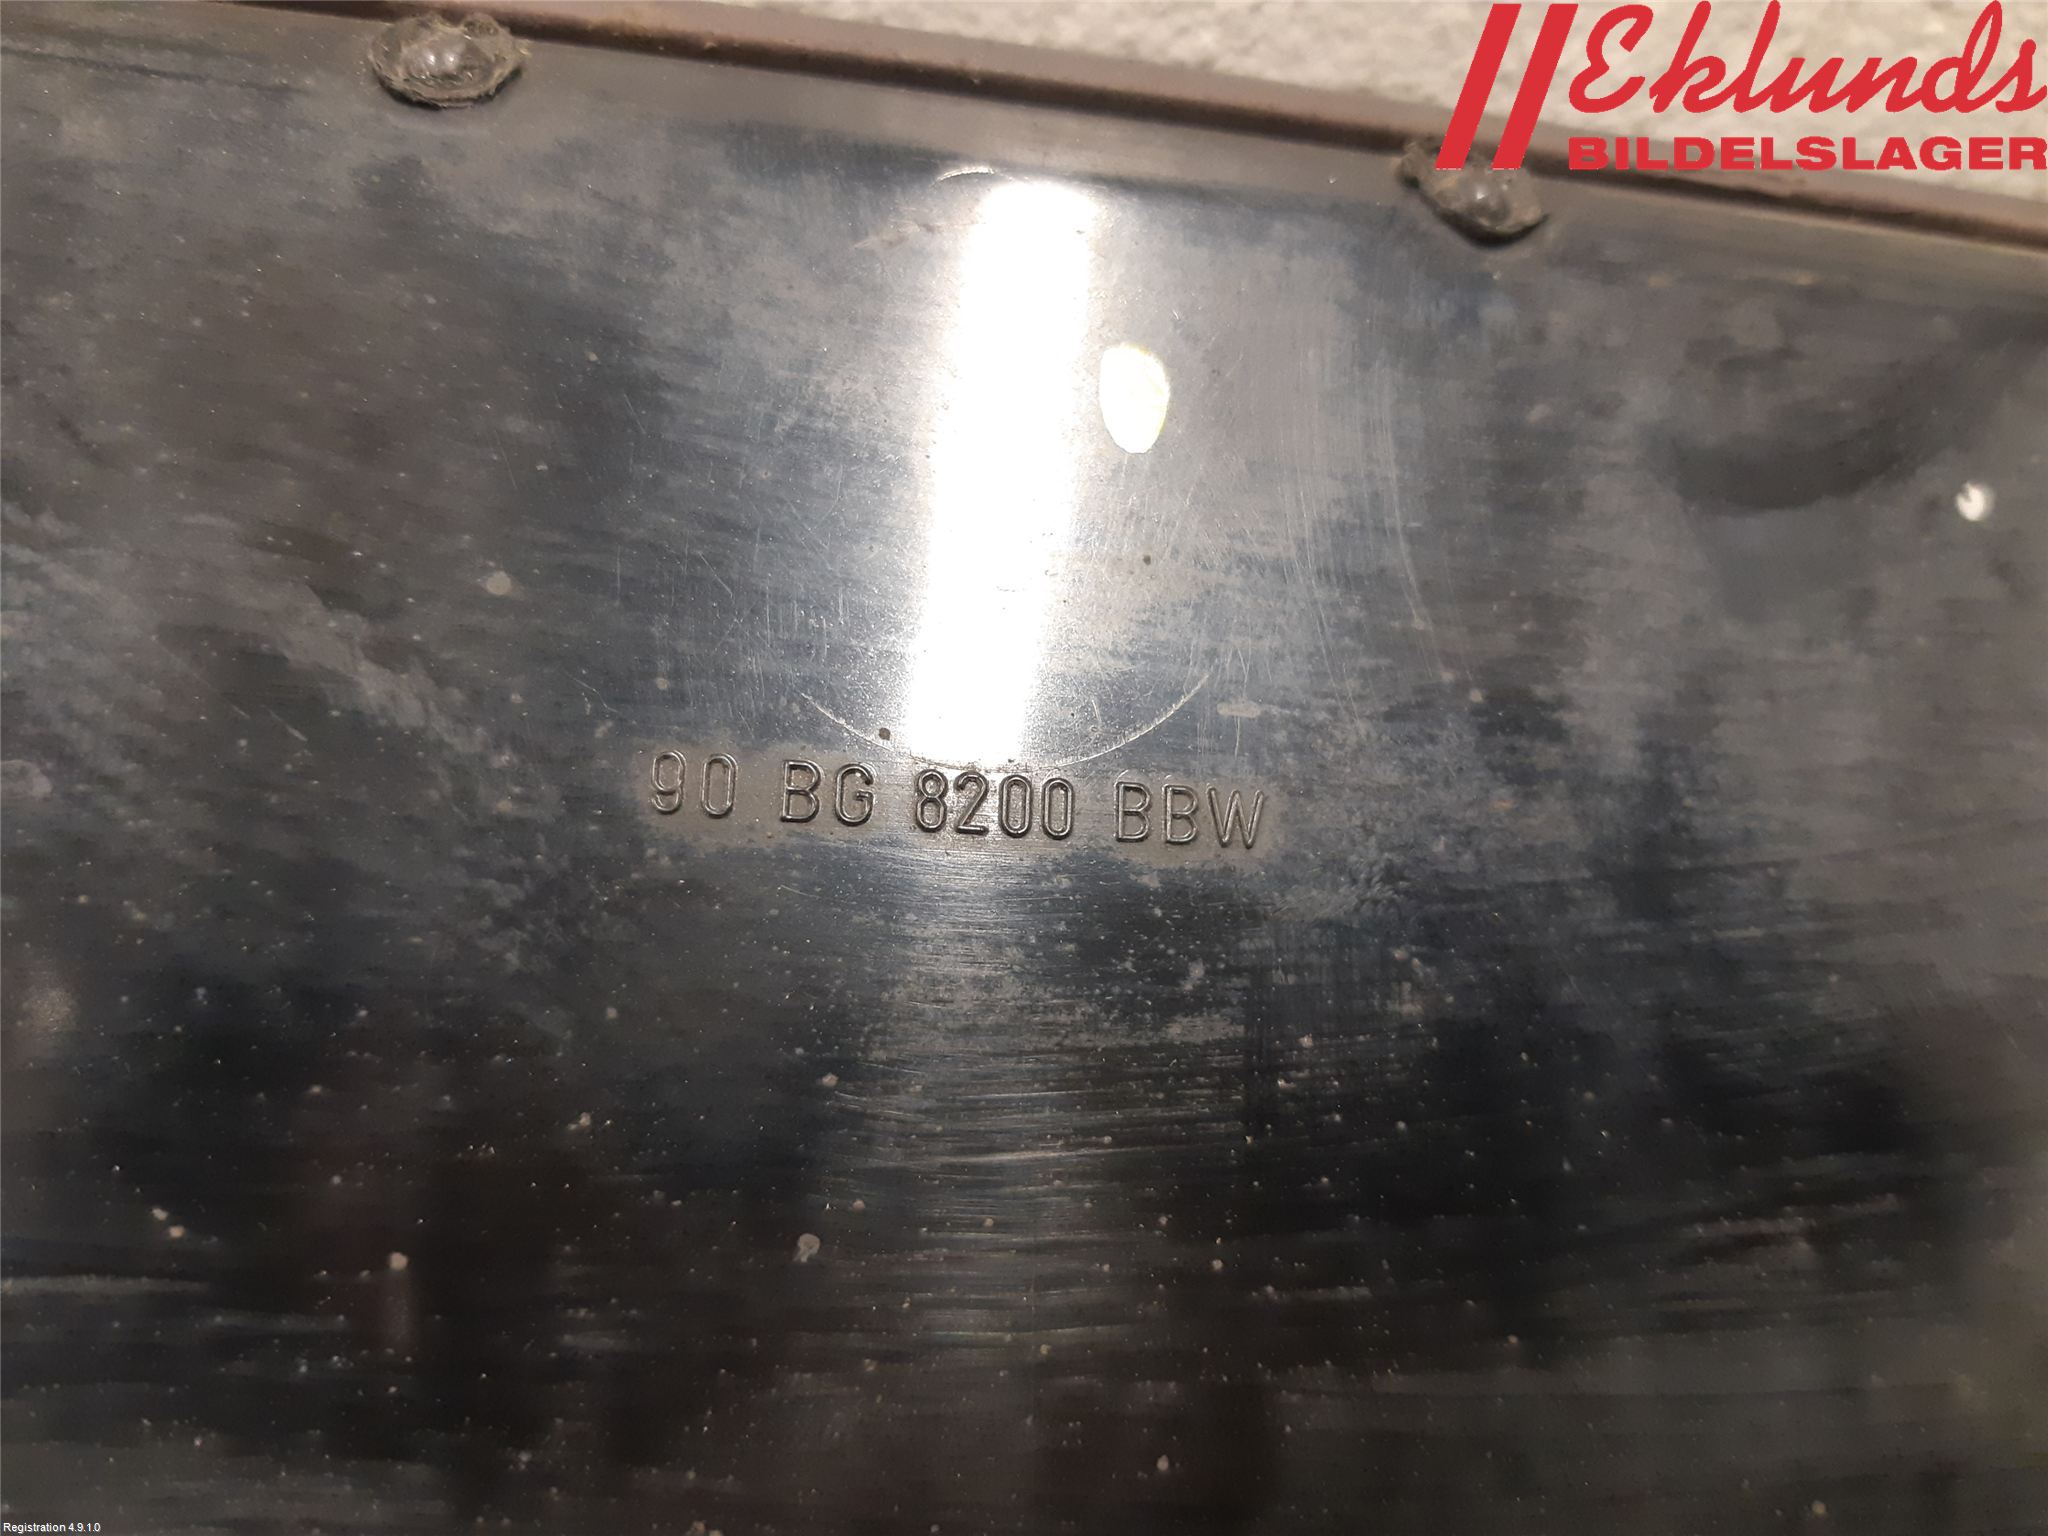 Eklunds
BILDELSLAGER
90 BG 8200 BBW
Registration 4.9.1.0